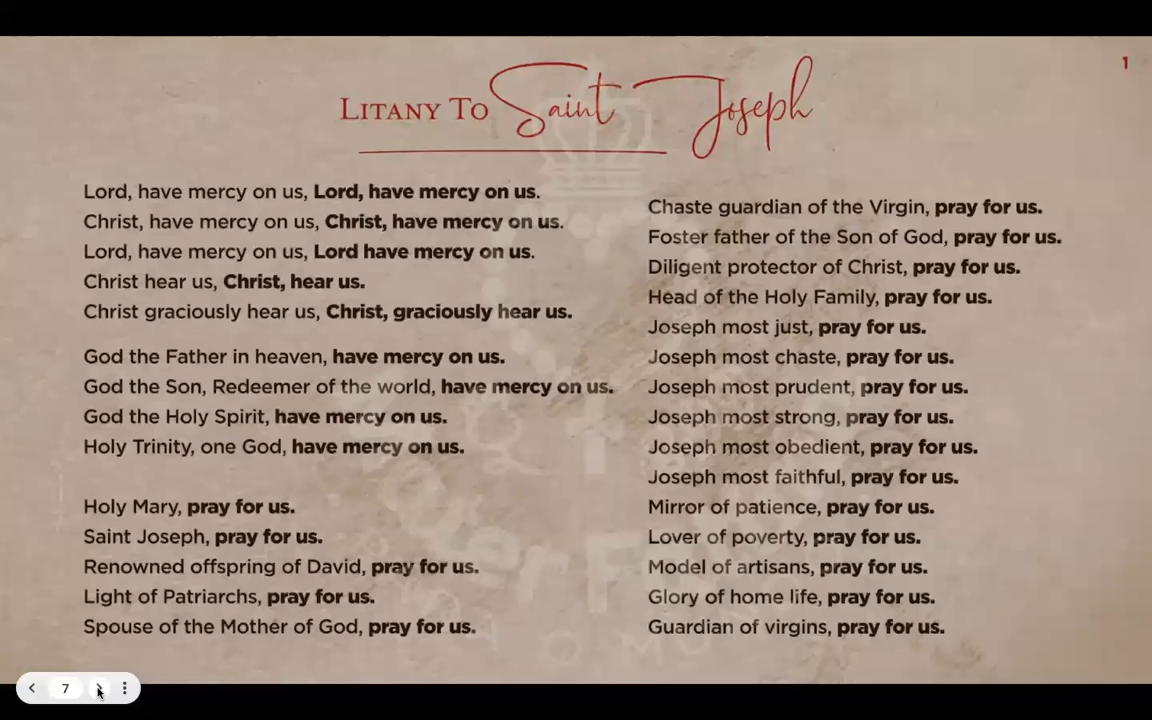 1
Litany To Saint Joseph
Lord, have mercy on us, Lord, have mercy on us.
Christ, have mercy on us, Christ, have mercy on us.
Lord, have mercy on us, Lord have mercy on us.
Christ hear us, Christ, hear us.
Christ graciously hear us, Christ, graciously hear us.
God the Father in heaven, have mercy on us.
God the Son, Redeemer of the world, have mercy on us.
God the Holy Spirit, have mercy on us.
Holy Trinity, one God, have mercy on us.
Holy Mary, pray for us.
Saint Joseph, pray for us.
Renowned offspring of David, pray for us.
Light of Patriarchs, pray for us.
Spouse of the Mother of God, pray for us.
Chaste guardian of the Virgin, pray for us.
Foster father of the Son of God, pray for us.
Diligent protector of Christ, pray for us.
Head of the Holy Family, pray for us.
Joseph most just, pray for us.
Joseph most chaste, pray for us.
Joseph most prudent, pray for us.
Joseph most strong, pray for us.
Joseph most obedient, pray for us.
Joseph most faithful, pray for us.
Mirror of patience, pray for us.
Lover of poverty, pray for us.
Model of artisans, pray for us.
Glory of home life, pray for us.
Guardian of virgins, pray for us.
7